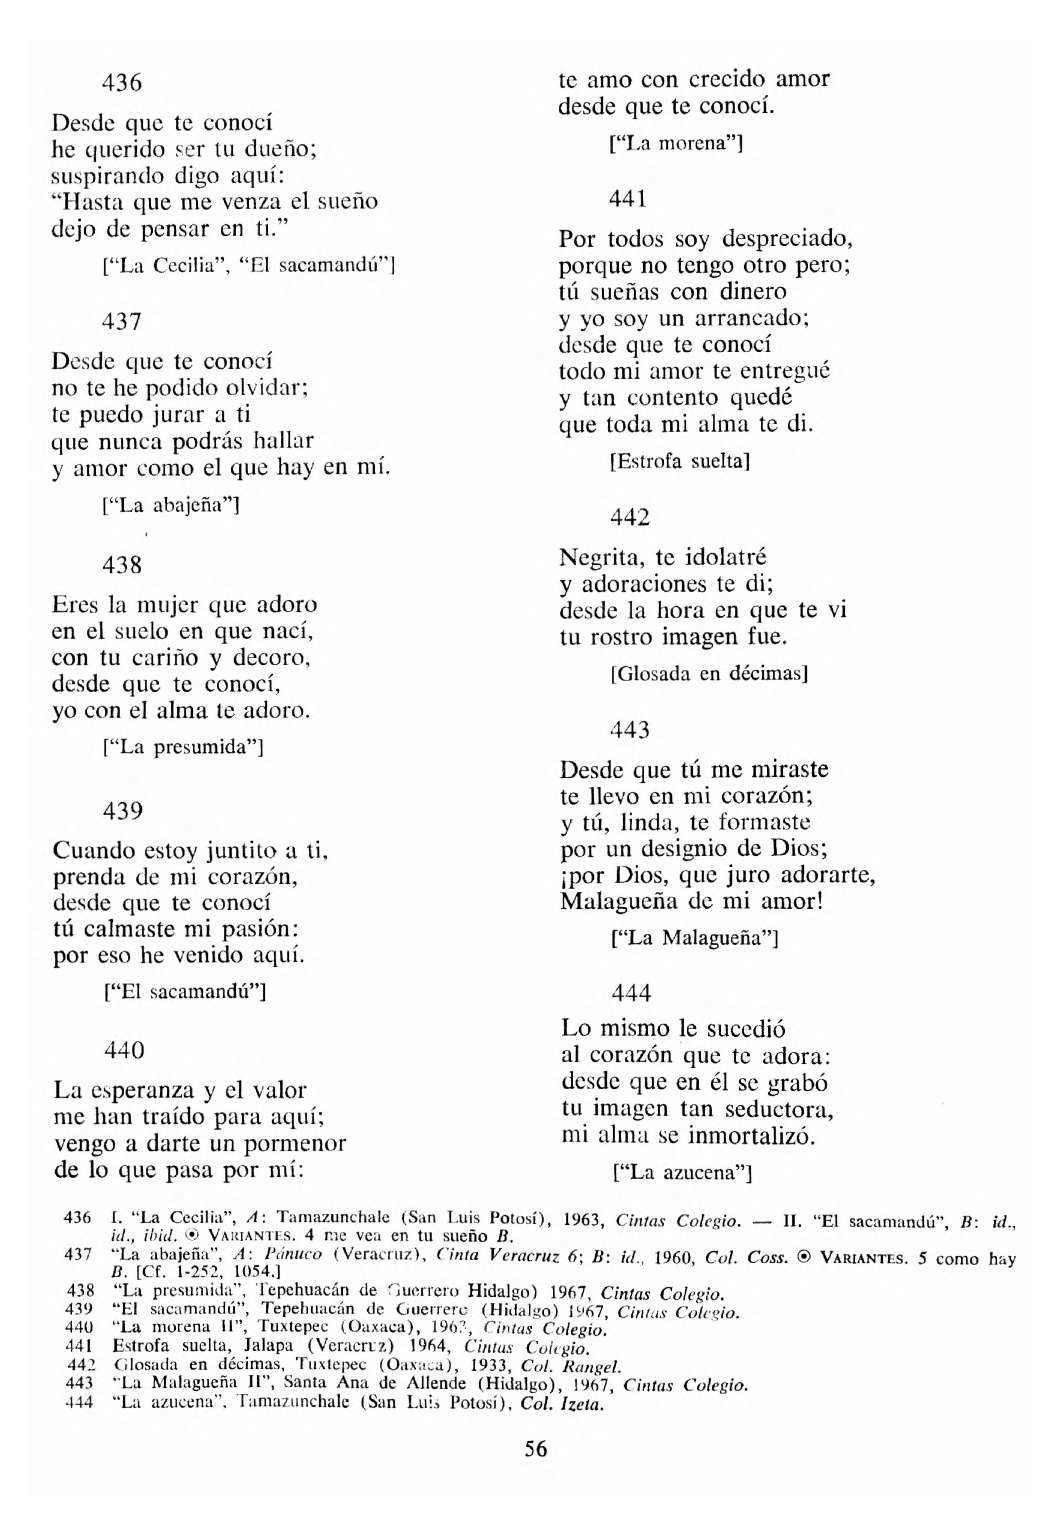 436
Desde que te conocí
he querido ser tu dueño;
suspirando digo aquí:
“Hasta que me venza el sueño
dejo de pensar en ti.”
[“La Cecilia”, “El sacamandú”]
437
Desde que te conocí
no te he podido olvidar;
te puedo jurar a ti
que nunca podrás hallar
y amor como el que hay en mí.
[“La abajeña”]
438
Eres la mujer que adoro
en el suelo en que nací,
con tu cariño y decoro,
desde que te conocí,
yo con el alma te adoro.
[“La presumida”]
439
Cuando estoy juntito a ti,
prenda de mi corazón,
desde que te conocí
tú calmaste mi pasión:
por eso he venido aquí.
[“El sacamandú”]
440
La esperanza y el valor
me han traído para aquí;
vengo a darte un pormenor
de lo que pasa por mí:
te amo con crecido amor
desde que te conocí.
[“La morena”]
441
Por todos soy despreciado,
porque no tengo otro pero;
tú sueñas con dinero
y yo soy un arrancado;
desde que te conocí
todo mi amor te entregué
y tan contento quedé
que toda mi alma te di.
[Estrofa suelta]
442
Negrita, te idolatré
y adoraciones te di;
desde la hora en que te vi
tu rostro imagen fue.
[Glosada en décimas]
443
Desde que tú me miraste
te llevo en mi corazón;
y tú, linda, te formaste
por un designio de Dios;
¡por Dios, que juro adorarte,
Malagueña de mi amor!
[“La Malagueña”]
444
Lo mismo le sucedió
al corazón que te adora:
desde que en él se grabó
tu imagen tan seductora,
mi alma se inmortalizó.
[“La azucena”]
436 I. “La Cecilia”, A: Tamazunchale (San Luis Potosí), 1963, Cintas Colegio. — II. “El sacamandú”, B: id.,
id., ibid. ⊙ VARIANTES. 4 me vea en tu sueño B.
437 “La abajeña”, A: Pánuco (Veracruz), Cinta Veracruz 6; B: id., 1960, Col. Coss. ⊙ VARIANTES. 5 como hay
B. [Cf. 1-252, 1054.]
438 “La presumida”, Tepehuacán de Guerrero Hidalgo) 1967, Cintas Colegio.
439 “El sacamandú”, Tepehuacán de Guerrero (Hidalgo) 1967, Cintas Colegio.
440 “La morena II”, Tuxtepec (Oaxaca), Cintas Colegio.
441 Estrofa suelta, Jalapa (Veracruz) 1964, Cintas Colegio.
442 Glosada en décimas, Tuxtepec (Oaxaca), 1933, Col. Rangel.
443 “La Malagueña II”, Santa Ana de Allende (Hidalgo), 1967, Cintas Colegio.
444 “La azucena”. Tamazunchale (San Luis Potosí), Col. Izeta.
56